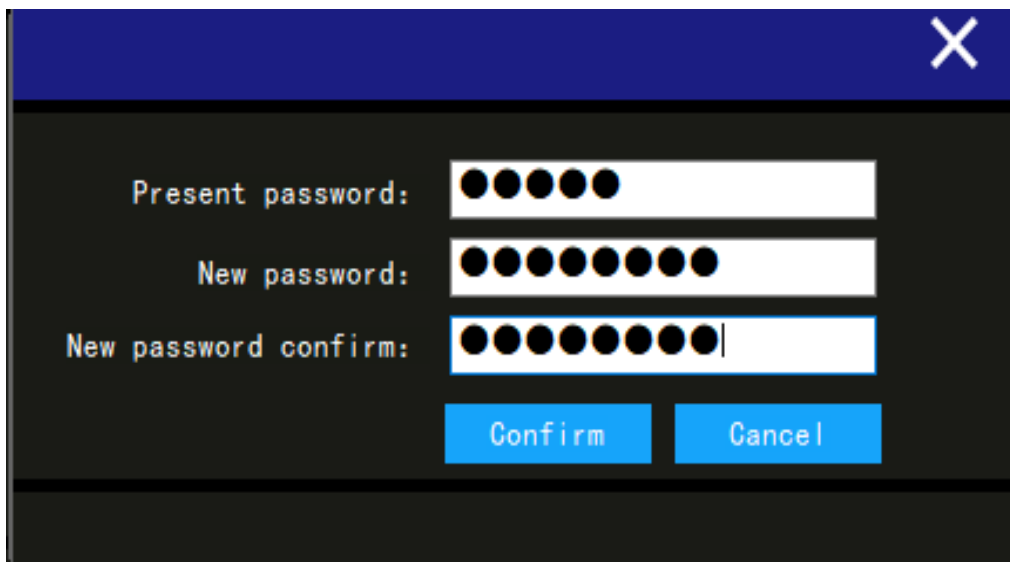 Present password: ●●●●●
New password: ●●●●●●●●
New password confirm: ●●●●●●●●
Confirm Cancel